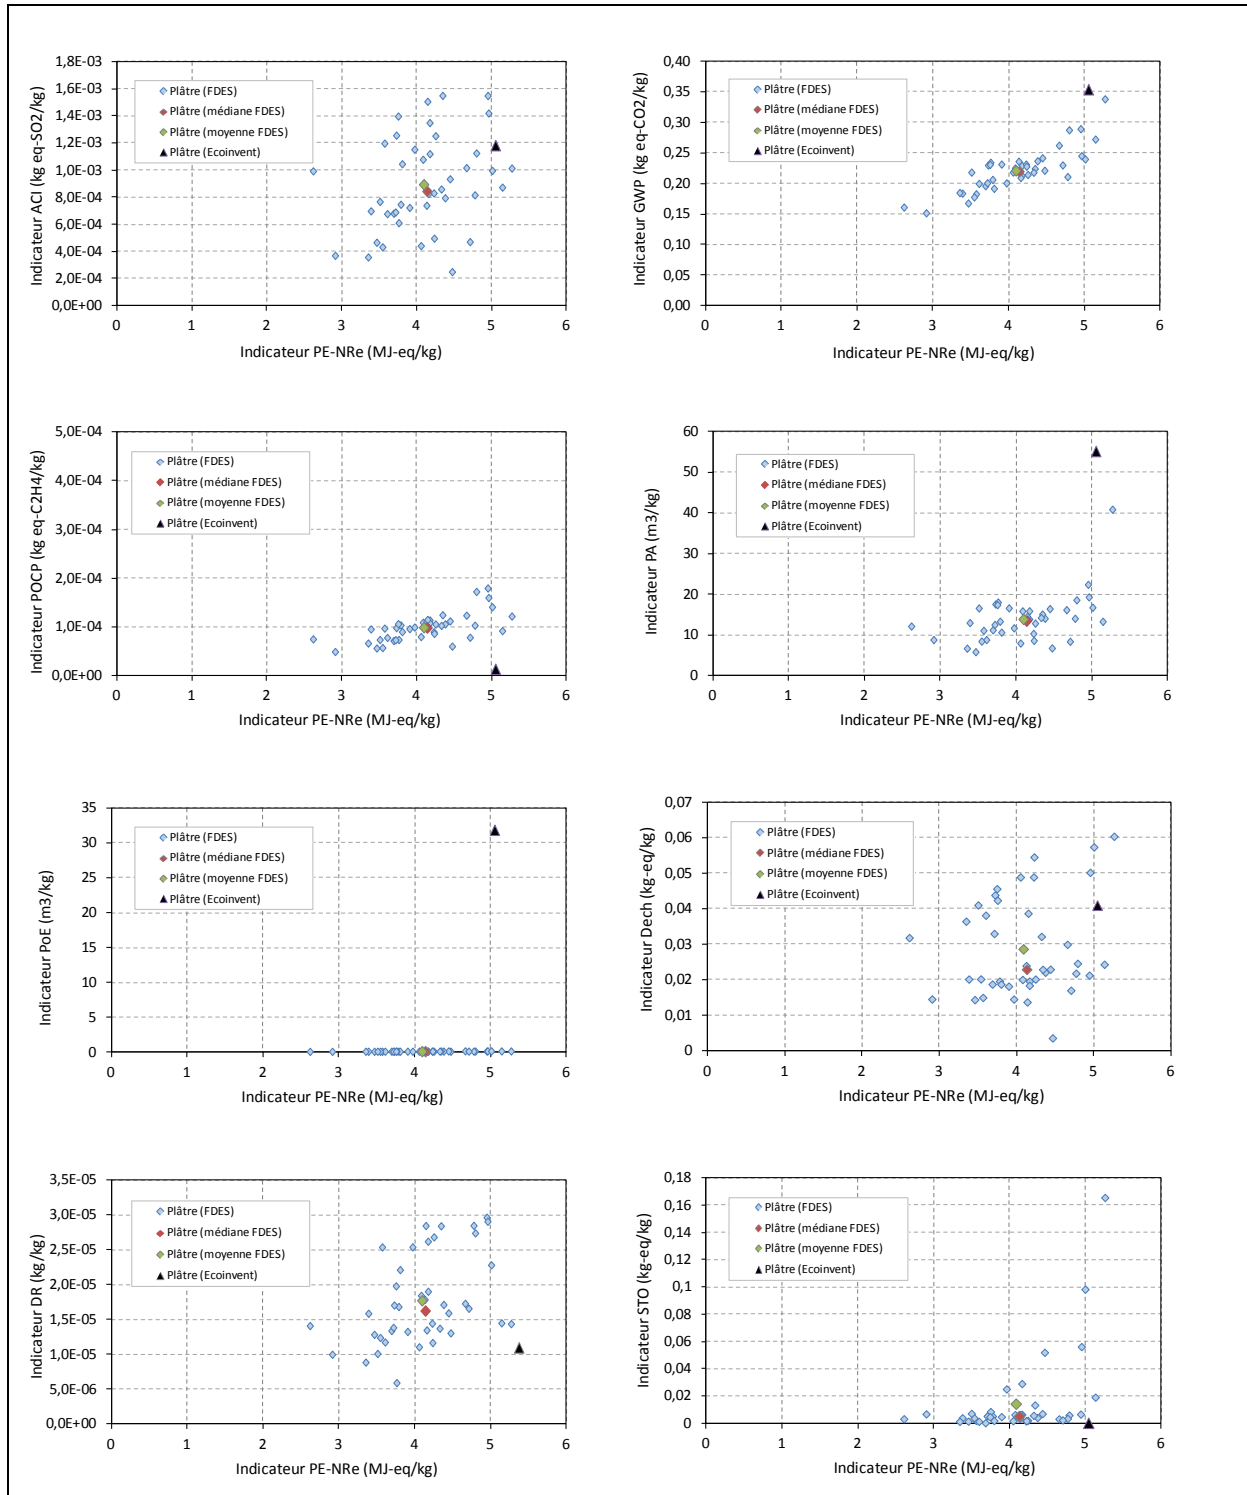 Indicateur ACI (kg eq-SO2/kg)
1,8E-03
1,6E-03
1,4E-03
1,2E-03
1,0E-03
8,0E-04
6,0E-04
4,0E-04
2,0E-04
0,0E+00
Plâtre (FDES)
Plâtre (médiane FDES)
Plâtre (moyenne FDES)
Plâtre (Ecoinvent)
0 1 2 3 4 5 6
Indicateur PE-NRe (MJ-eq/kg)
Indicateur GWP (kg eq-CO2/kg)
0,40
0,35
0,30
0,25
0,20
0,15
0,10
0,05
0,00
Plâtre (FDES)
Plâtre (médiane FDES)
Plâtre (moyenne FDES)
Plâtre (Ecoinvent)
0 1 2 3 4 5 6
Indicateur PE-NRe (MJ-eq/kg)
Indicateur POCP (kg eq-C2H4/kg)
5,0E-04
4,0E-04
3,0E-04
2,0E-04
1,0E-04
0,0E+00
Plâtre (FDES)
Plâtre (médiane FDES)
Plâtre (moyenne FDES)
Plâtre (Ecoinvent)
0 1 2 3 4 5 6
Indicateur PE-NRe (MJ-eq/kg)
Indicateur PA (m3/kg)
60
50
40
30
20
10
0
Plâtre (FDES)
Plâtre (médiane FDES)
Plâtre (moyenne FDES)
Plâtre (Ecoinvent)
0 1 2 3 4 5 6
Indicateur PE-NRe (MJ-eq/kg)
Indicateur PoE (m3/kg)
35
30
25
20
15
10
5
0
Plâtre (FDES)
Plâtre (médiane FDES)
Plâtre (moyenne FDES)
Plâtre (Ecoinvent)
0 1 2 3 4 5 6
Indicateur PE-NRe (MJ-eq/kg)
Indicateur Dech (kg-eq/kg)
0,07
0,06
0,05
0,04
0,03
0,02
0,01
0
Plâtre (FDES)
Plâtre (médiane FDES)
Plâtre (moyenne FDES)
Plâtre (Ecoinvent)
0 1 2 3 4 5 6
Indicateur PE-NRe (MJ-eq/kg)
Indicateur DR (kg/kg)
3,5E-05
3,0E-05
2,5E-05
2,0E-05
1,5E-05
1,0E-05
5,0E-06
0,0E+00
Plâtre (FDES)
Plâtre (médiane FDES)
Plâtre (moyenne FDES)
Plâtre (Ecoinvent)
0 1 2 3 4 5 6
Indicateur PE-NRe (MJ-eq/kg)
Indicateur STO (kg-eq/kg)
0,18
0,16
0,14
0,12
0,1
0,08
0,06
0,04
0,02
0
Plâtre (FDES)
Plâtre (médiane FDES)
Plâtre (moyenne FDES)
Plâtre (Ecoinvent)
0 1 2 3 4 5 6
Indicateur PE-NRe (MJ-eq/kg)